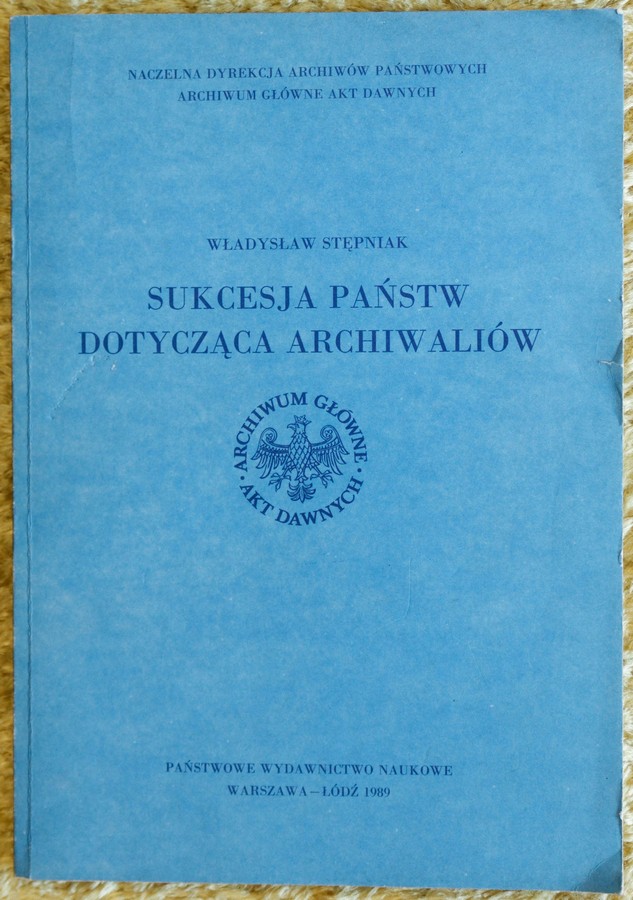 NACZELNA DYREKCJA ARCHIWÓW PAŃSTWOWYCH
ARCHIWUM GŁÓWNE AKT DAWNYCH
WŁADYSŁAW STĘPNIAK
SUKCESJA PAŃSTW
DOTYCZĄCA ARCHIWALIÓW
ARCHIWUM GŁÓWNE
· AKT DAWNYCH ·
PAŃSTWOWE WYDAWNICTWO NAUKOWE
WARSZAWA – ŁÓDŹ 1989